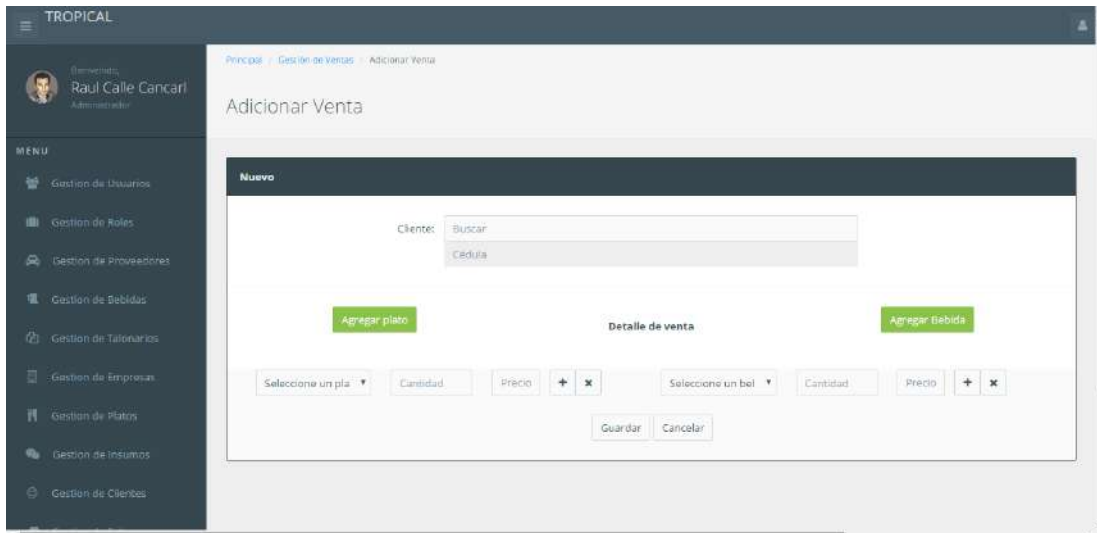 TROPICAL
Bienvenido,
Raul Calle Cancari
Administrador
MENU
Gestion de Usuarios
Gestion de Roles
Gestion de Proveedores
Gestion de Bebidas
Gestion de Talonarios
Gestion de Empresas
Gestion de Platos
Gestion de Insumos
Gestion de Clientes
Principal / Gestión de Ventas / Adicionar Venta
Adicionar Venta
Nuevo
Cliente: Buscar
Cédula
Agregar plato
Detalle de venta
Agregar Bebida
Seleccione un pla Cantidad Precio Seleccione un bel Cantidad Precio
Guardar Cancelar